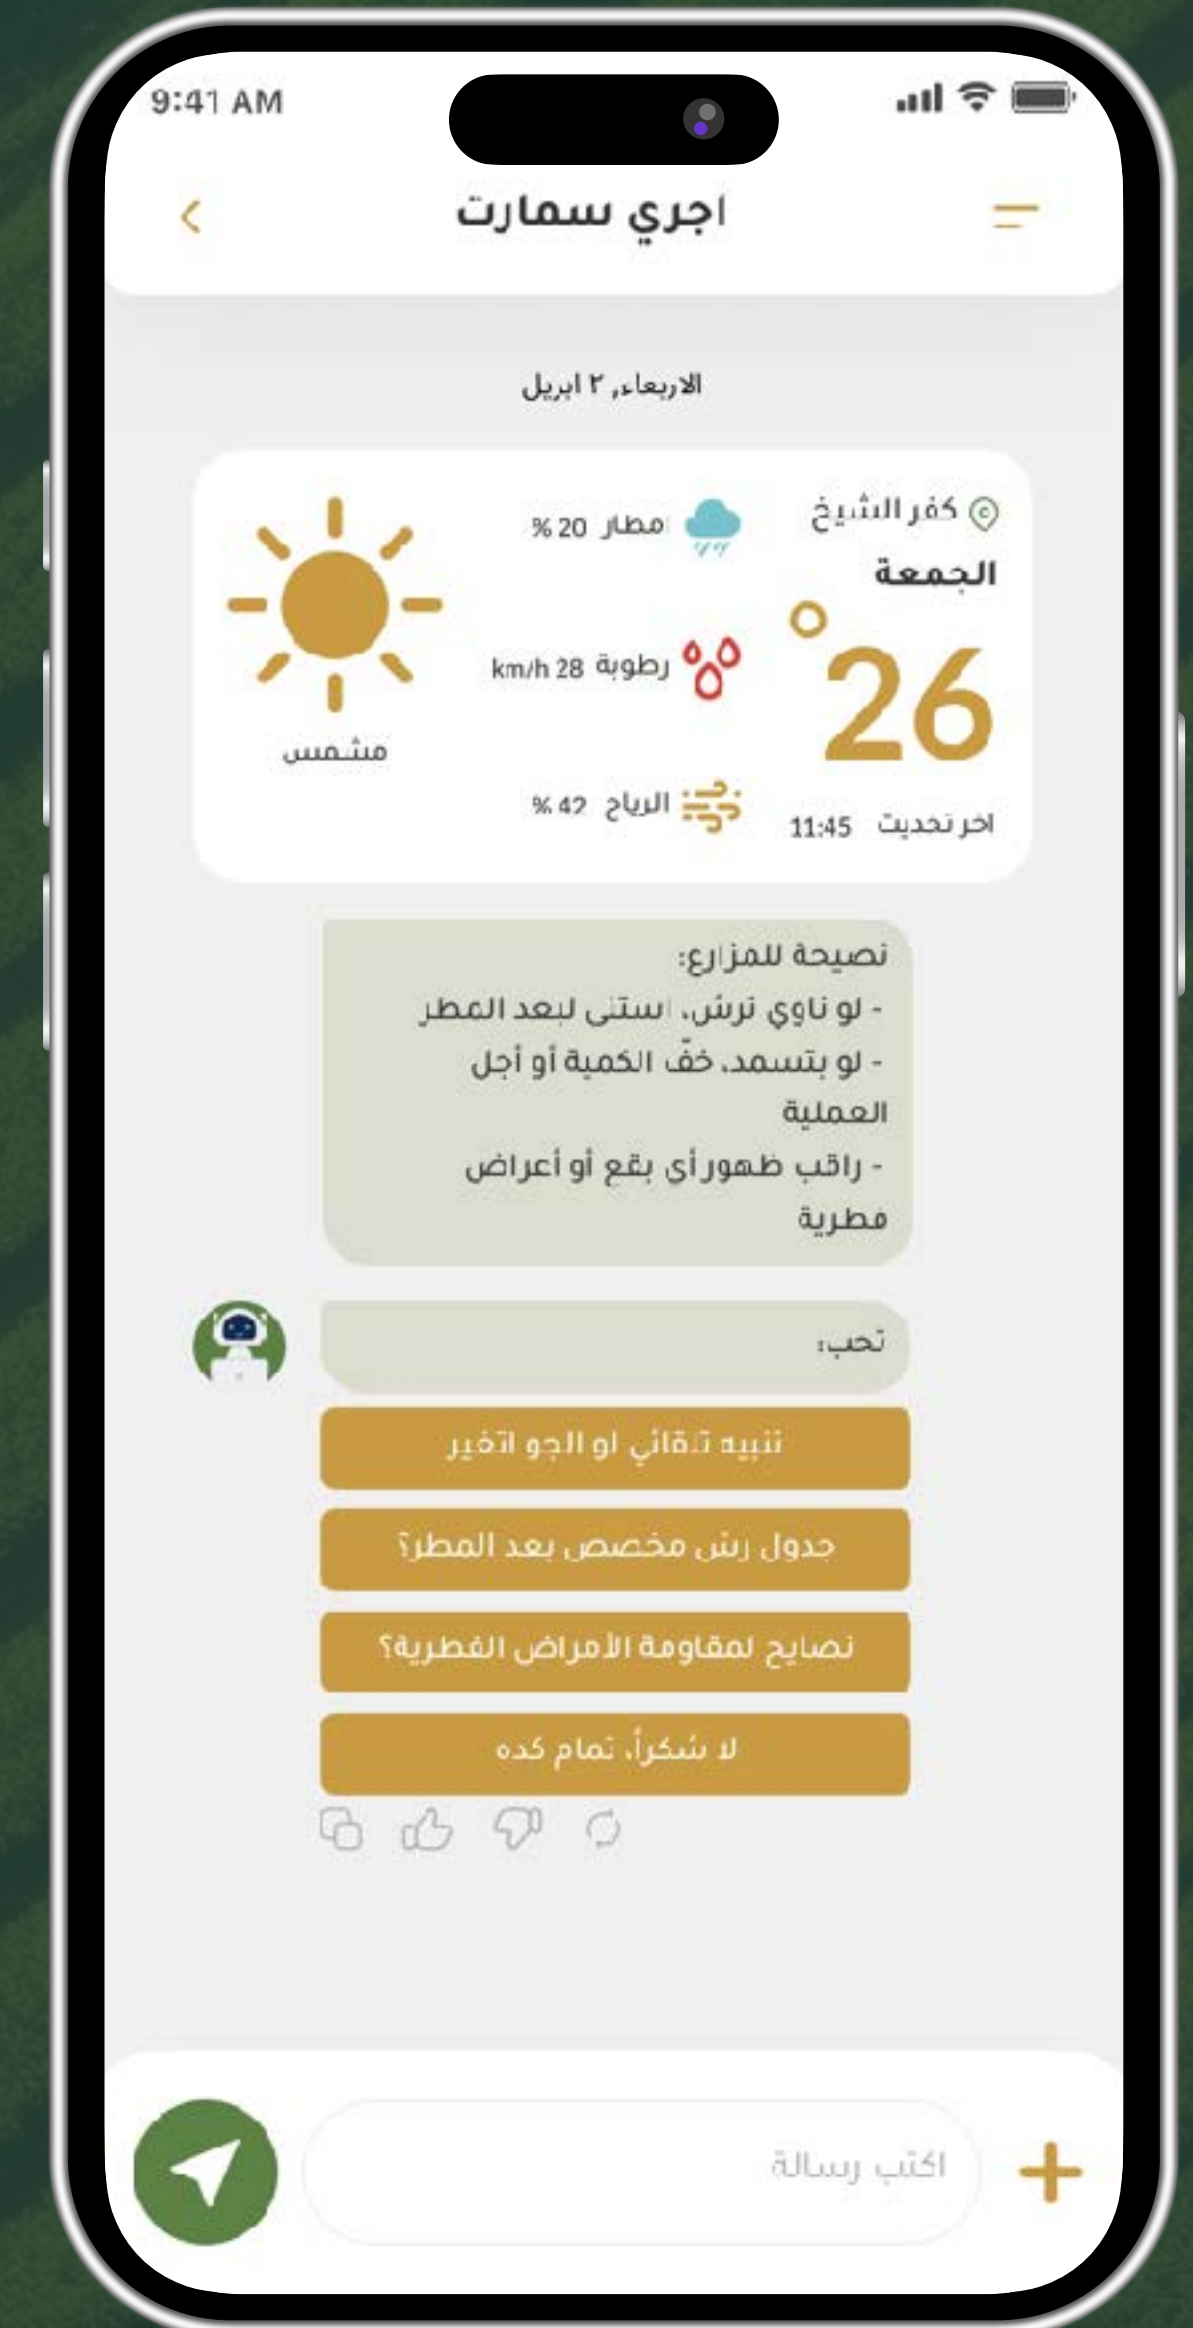 9:41 AM
اجري سمارت
الاربعاء, ٢ ابريل
كفر الشيخ
الجمعة
26°
اخر تحديث 11:45
امطار 20 %
رطوبة 28 km/h
الرياح 42 %
مشمس
نصيحة للمزارع:
- لو ناوي ترش، استنى لبعد المطر
- لو بتسمد، خفّ الكمية أو أجل
العملية
- راقب ظهور أي بقع أو أعراض
فطرية
تحب:
تنبيه تلقائي لو الجو اتغير
جدول رش مخصص بعد المطر؟
نصايح لمقاومة الأمراض الفطرية؟
لا شكراً، تمام كده
اكتب رسالة